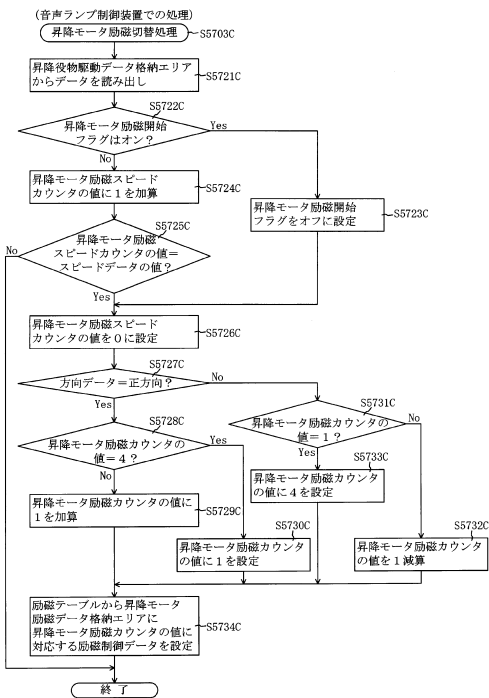 (音声ランプ制御装置での処理)
昇降モータ励磁切替処理
S5703C
昇降役物駆動データ格納エリア
からデータを読み出し
S5721C
S5722C
昇降モータ励磁開始
フラグはオン?
Yes
No
昇降モータ励磁スピード
カウンタの値に1を加算
S5724C
昇降モータ励磁開始
フラグをオフに設定
S5723C
S5725C
昇降モータ励磁
スピードカウンタの値=
スピードデータの値?
No
Yes
昇降モータ励磁スピード
カウンタの値を0に設定
S5726C
S5727C
方向データ=正方向?
No
Yes
S5731C
昇降モータ励磁カウンタの
値=1?
No
Yes
S5728C
昇降モータ励磁カウンタの
値=4?
Yes
No
S5733C
昇降モータ励磁カウンタ
の値に4を設定
昇降モータ励磁カウンタの値に
1を加算
S5729C
S5730C
昇降モータ励磁カウンタ
の値に1を設定
S5732C
昇降モータ励磁カウンタ
の値を1減算
励磁テーブルから昇降モータ
励磁データ格納エリアに
昇降モータ励磁カウンタの値に
対応する励磁制御データを設定
S5734C
終了